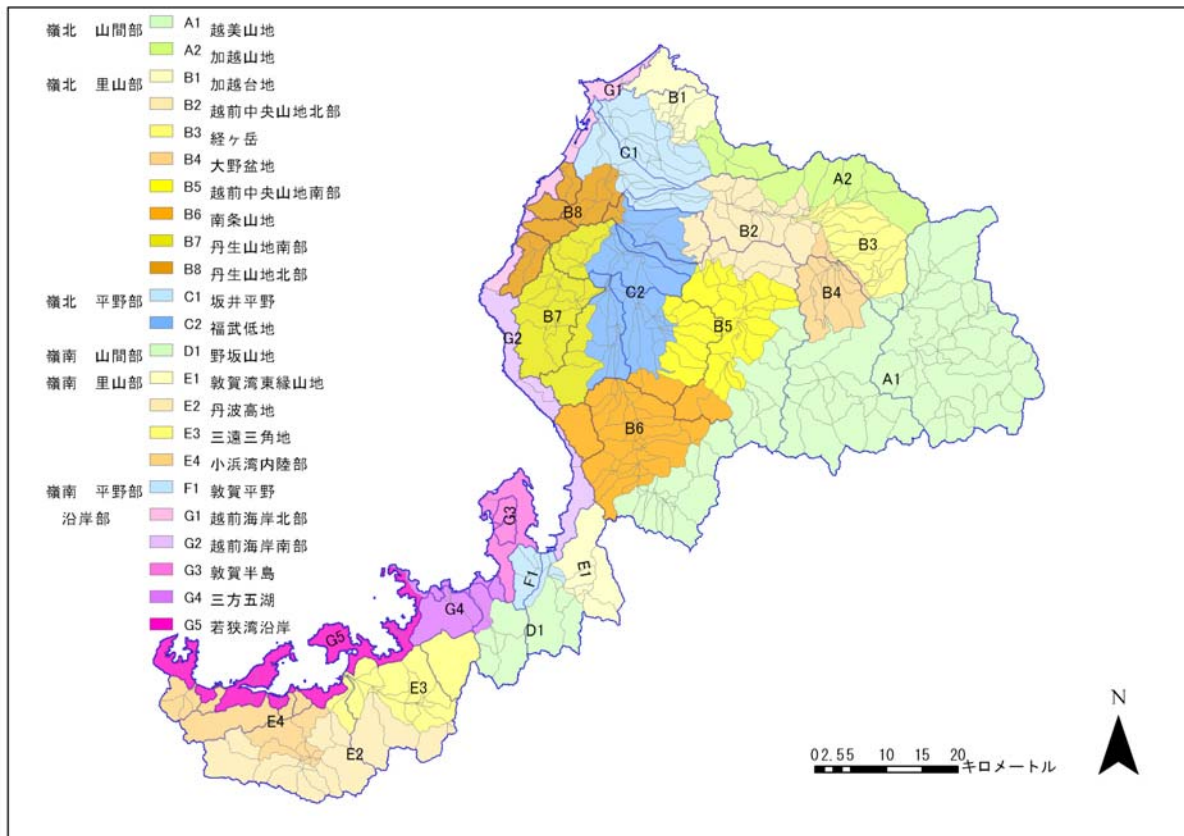 嶺北 山間部 A1 越美山地
A2 加越山地
嶺北 里山部 B1 加越台地
B2 越前中央山地北部
B3 経ヶ岳
B4 大野盆地
B5 越前中央山地南部
B6 南条山地
B7 丹生山地南部
B8 丹生山地北部
嶺北 平野部 C1 坂井平野
C2 福武低地
嶺南 山間部 D1 野坂山地
嶺南 里山部 E1 敦賀湾東縁山地
E2 丹波高地
E3 三遠三角地
E4 小浜湾内陸部
嶺南 平野部 F1 敦賀平野
沿岸部 G1 越前海岸北部
G2 越前海岸南部
G3 敦賀半島
G4 三方五湖
G5 若狭湾沿岸
G1
B1
C1
A2
B8
B2
B3
C2
B4
G2
B7
B5
A1
B6
G3
F1
E1
G4
D1
G5
E3
E4
E2
N
0 2.5 5 10 15 20
キロメートル